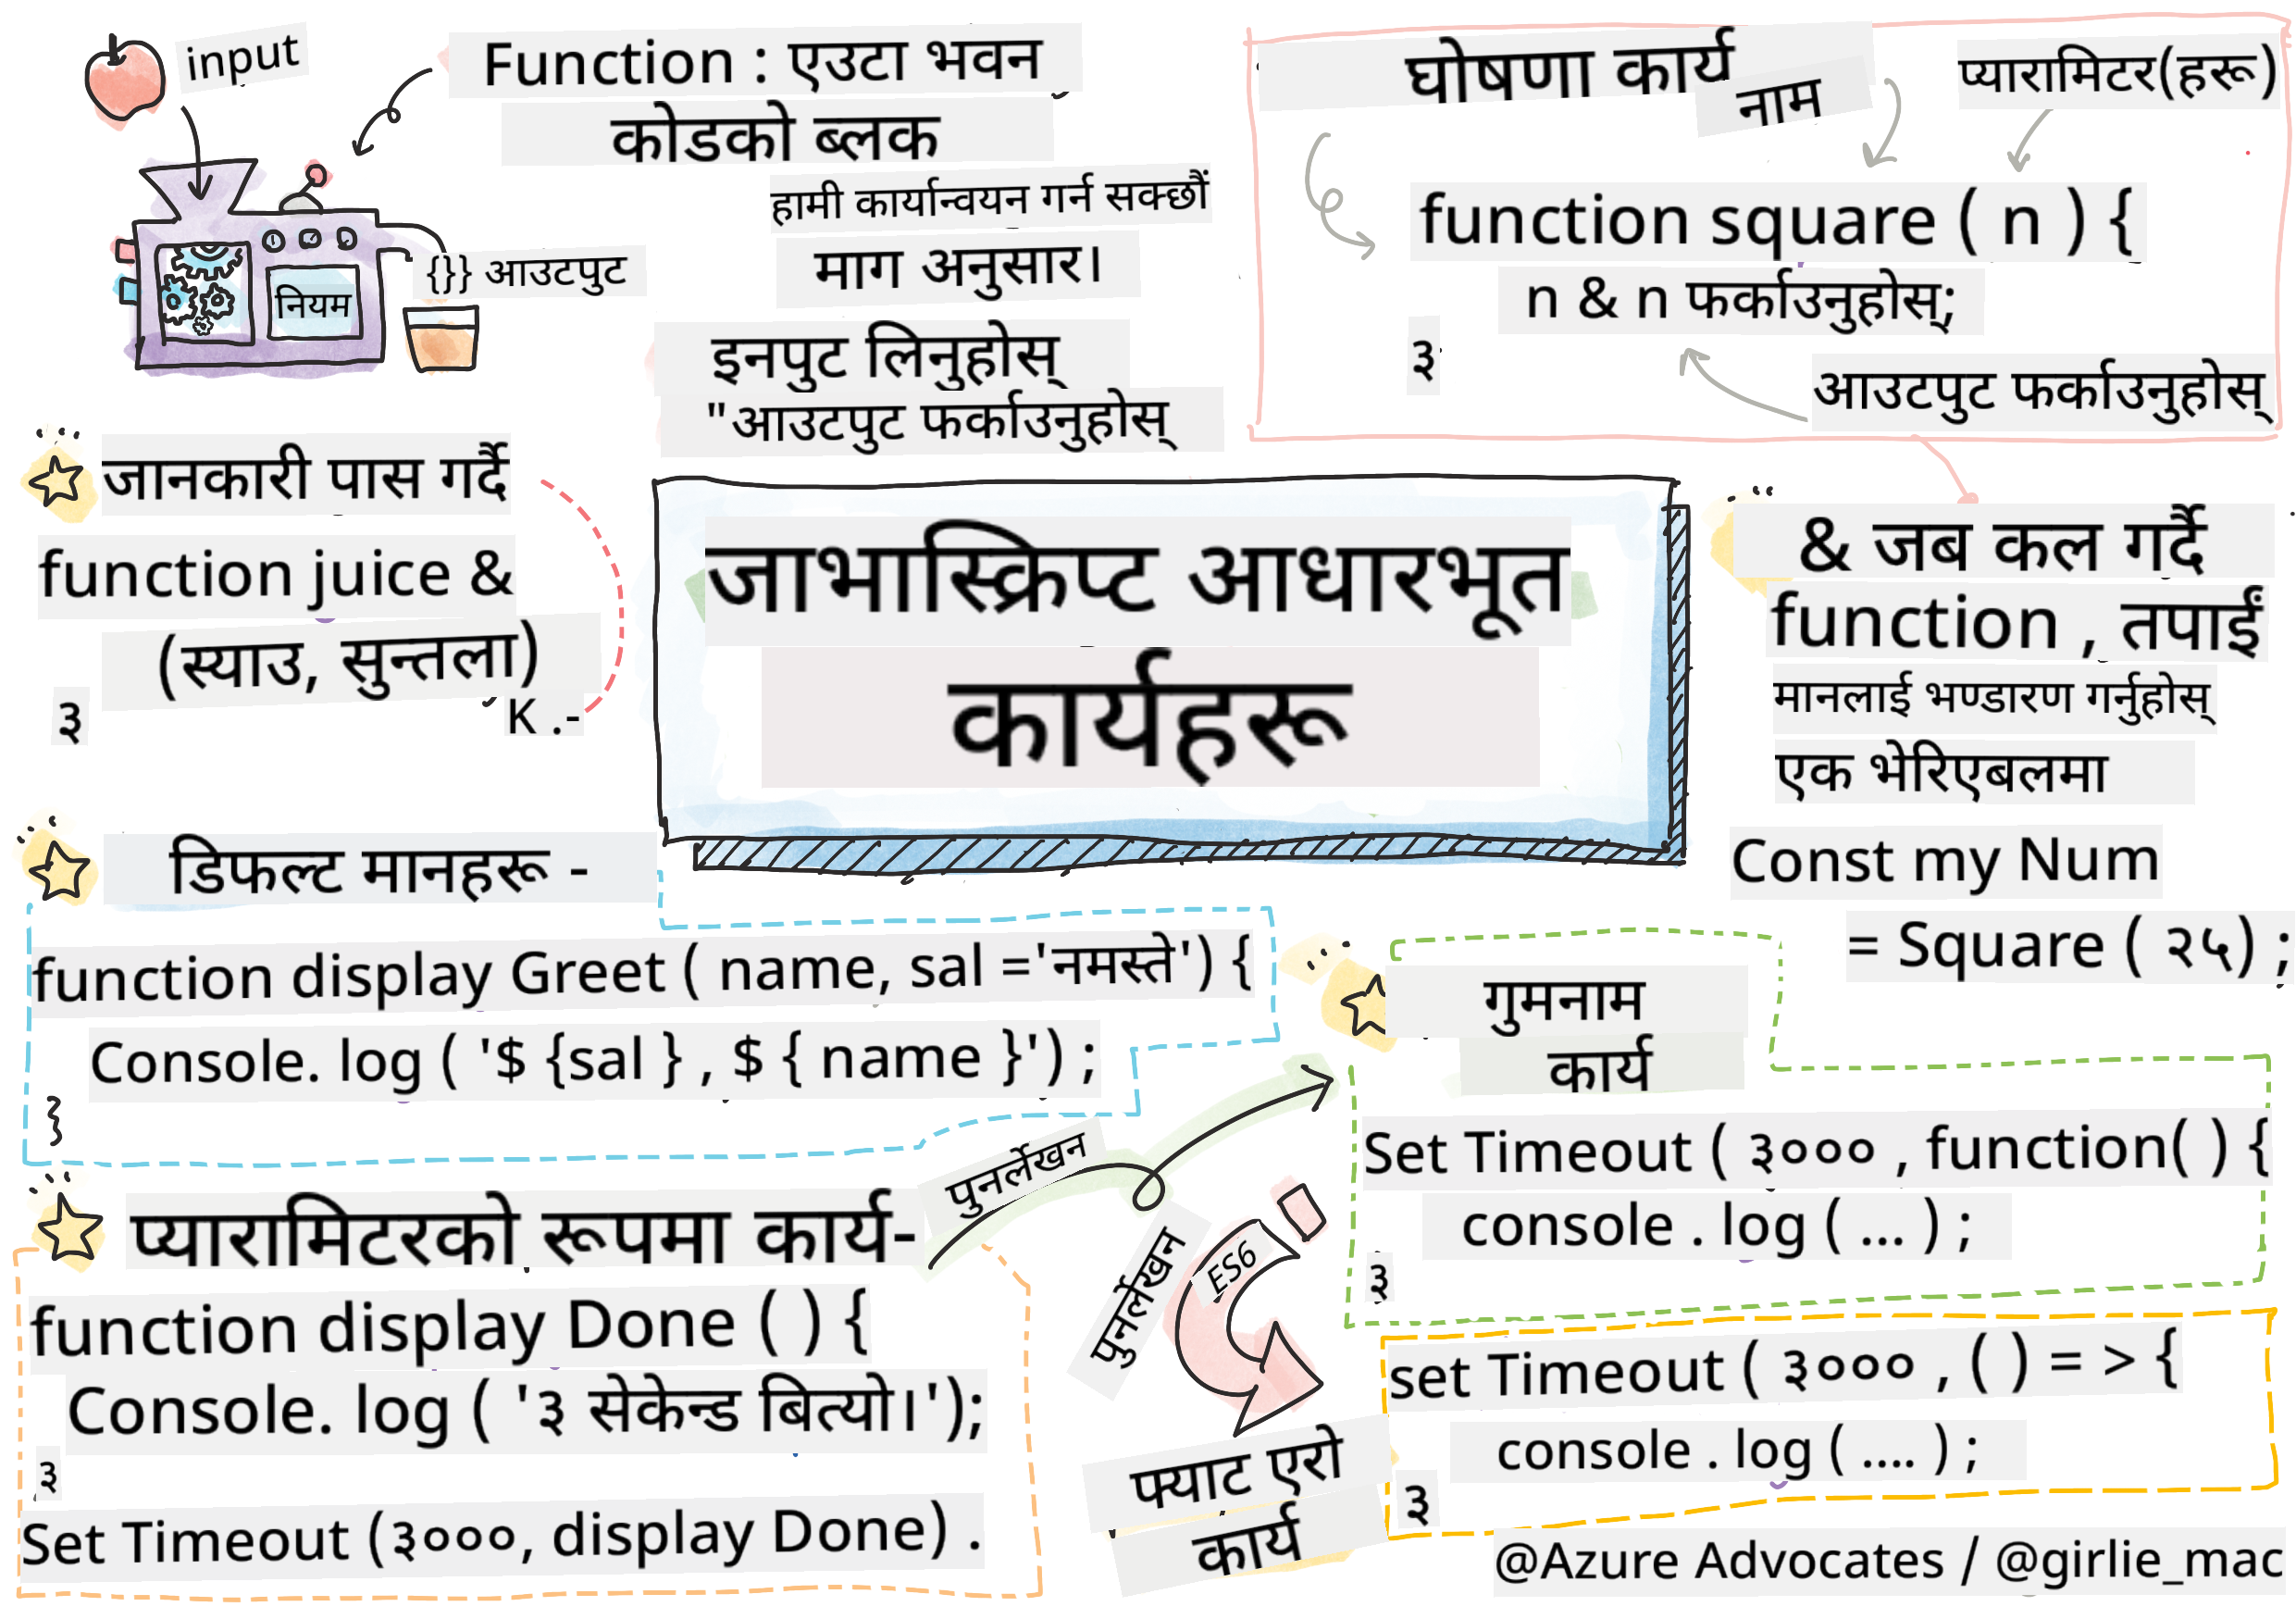 input
Function : एउटा भवन
कोडको ब्लक
हामी कार्यान्वयन गर्न सक्छौं
माग अनुसार।
{}} आउटपुट
नियम
इनपुट लिनुहोस्
"आउटपुट फर्काउनुहोस्
घोषणा कार्य
नाम
प्यारामिटर(हरू)
function square ( n ) {
n & n फर्काउनुहोस्;
३
आउटपुट फर्काउनुहोस्
जानकारी पास गर्दै
function juice &
(स्याउ, सुन्तला)
३
K .-
जाभास्क्रिप्ट आधारभूत
कार्यहरू
& जब कल गर्दै
function , तपाईं
मानलाई भण्डारण गर्नुहोस्
एक भेरिएबलमा
Const my Num
= Square ( २५) ;
डिफल्ट मानहरू -
function display Greet ( name, sal ='नमस्ते') {
Console. log ( '$ {sal } , $ { name }') ;
}
गुमनाम
कार्य
Set Timeout ( ३००० , function( ) {
console . log ( ... ) ;
३
पुनर्लेखन
प्यारामिटरको रूपमा कार्य-
function display Done ( ) {
Console. log ( '३ सेकेन्ड बित्यो।');
३
Set Timeout (३०००, display Done) .
पुनर्लेखन
ES6
फ्याट एरो
कार्य
set Timeout ( ३००० , ( ) = > {
console . log ( .... ) ;
३
@Azure Advocates / @girlie_mac